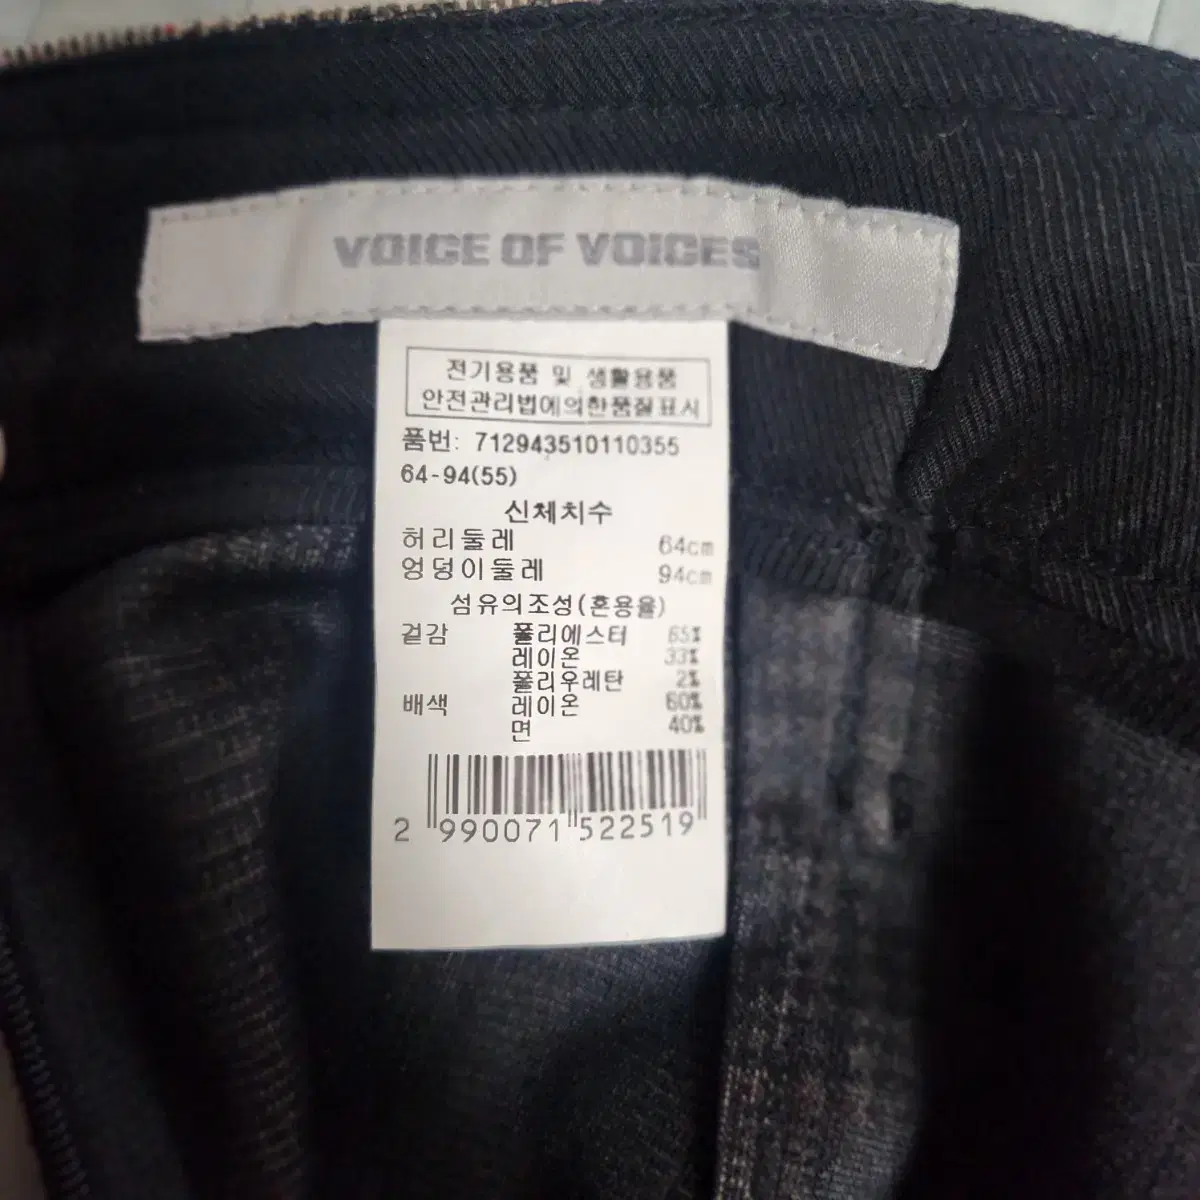 VOICE OF VOICES
전기용품 및 생활용품
안전관리법에의한품질표시
품번: 712943510110355
64-94(55)
신체치수
허리둘레 64cm
엉덩이둘레 94cm
섬유의조성(혼용율)
겉감 폴리에스터 65%
레이온 33%
폴리우레탄 2%
배색 레이온 60%
면 40%
2 990071 522519